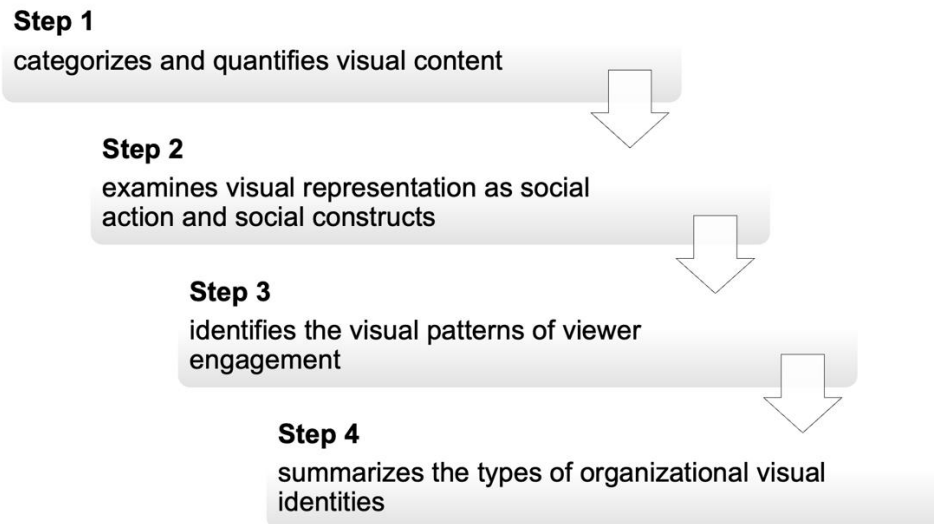 Step 1
categorizes and quantifies visual content
Step 2
examines visual representation as social
action and social constructs
Step 3
identifies the visual patterns of viewer
engagement
Step 4
summarizes the types of organizational visual
identities